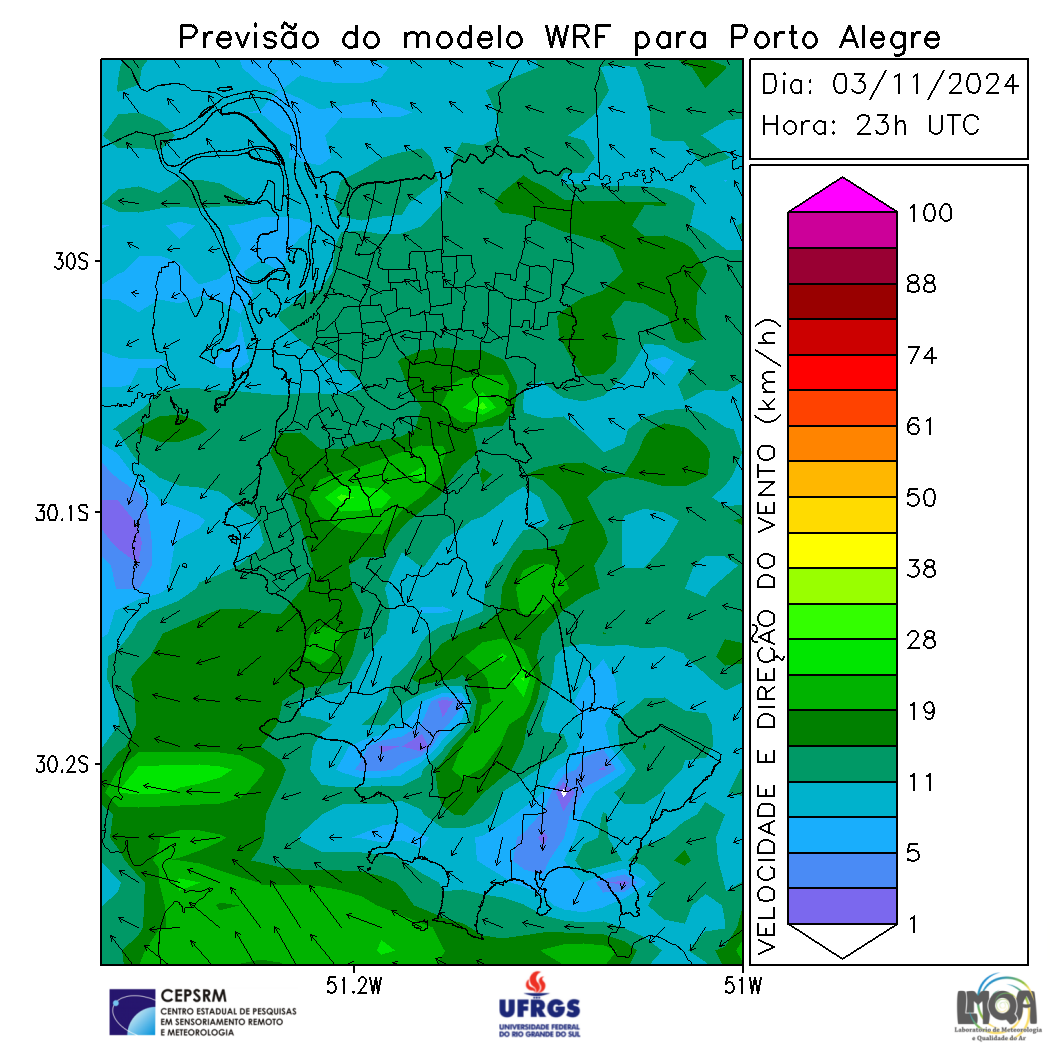 Previsão do modelo WRF para Porto Alegre
Dia: 03/11/2024
Hora: 23h UTC
30S
30.1S
30.2S
51.2W
51W
VELOCIDADE E DIREÇÃO DO VENTO (km/h)
100
88
74
61
50
38
28
19
11
5
1
CEPSRM
CENTRO ESTADUAL DE PESQUISAS
EM SENSORIAMENTO REMOTO
E METEOROLOGIA
UFRGS
UNIVERSIDADE FEDERAL
DO RIO GRANDE DO SUL
LMQA
Laboratório de Meteorologia
e Qualidade do Ar